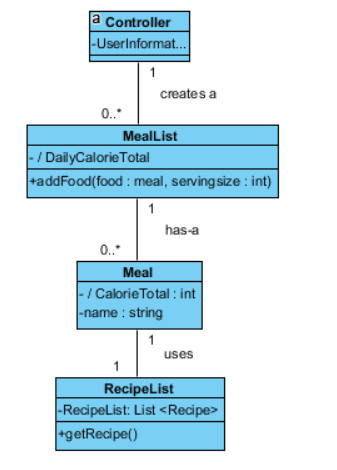 a
Controller
-UserInformat...
1
creates a
0..*
MealList
- / DailyCalorieTotal
+addFood(food : meal, servingsize : int)
1
has-a
0..*
Meal
- / CalorieTotal : int
-name : string
1
uses
1
RecipeList
-RecipeList: List <Recipe>
+getRecipe()